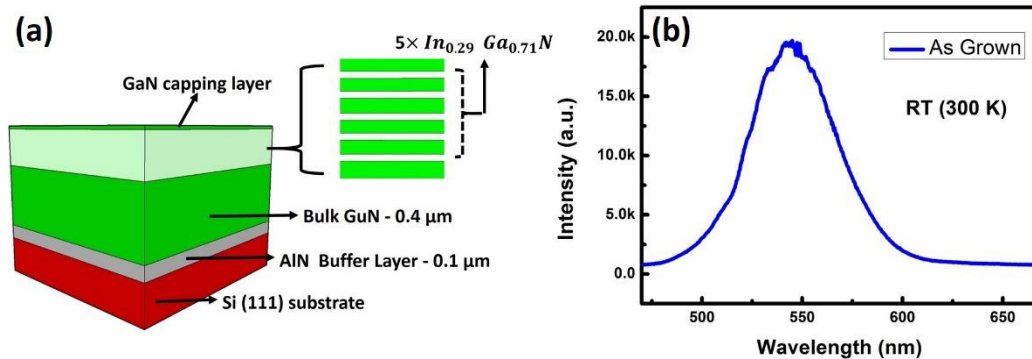 (a)
5× In0.29 Ga0.71N
GaN capping layer
Bulk GuN - 0.4 μm
AlN Buffer Layer - 0.1 μm
Si (111) substrate
(b)
As Grown
RT (300 K)
Intensity (a.u.)
20.0k
15.0k
10.0k
5.0k
0.0
500 550 600 650
Wavelength (nm)